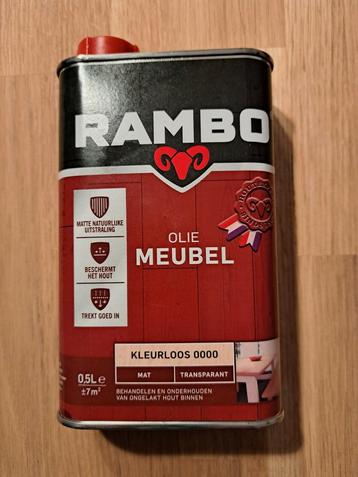 RAMBO
OLIE
MEUBEL
MATTE NATUURLIJKE
UITSTRALING
BESCHERMT
HET HOUT
TREKT GOED IN
KLEURLOOS 0000
MAT
TRANSPARANT
0,5L e
±7m²
BEHANDELEN EN ONDERHOUDEN
VAN ONGELAKT HOUT BINNEN